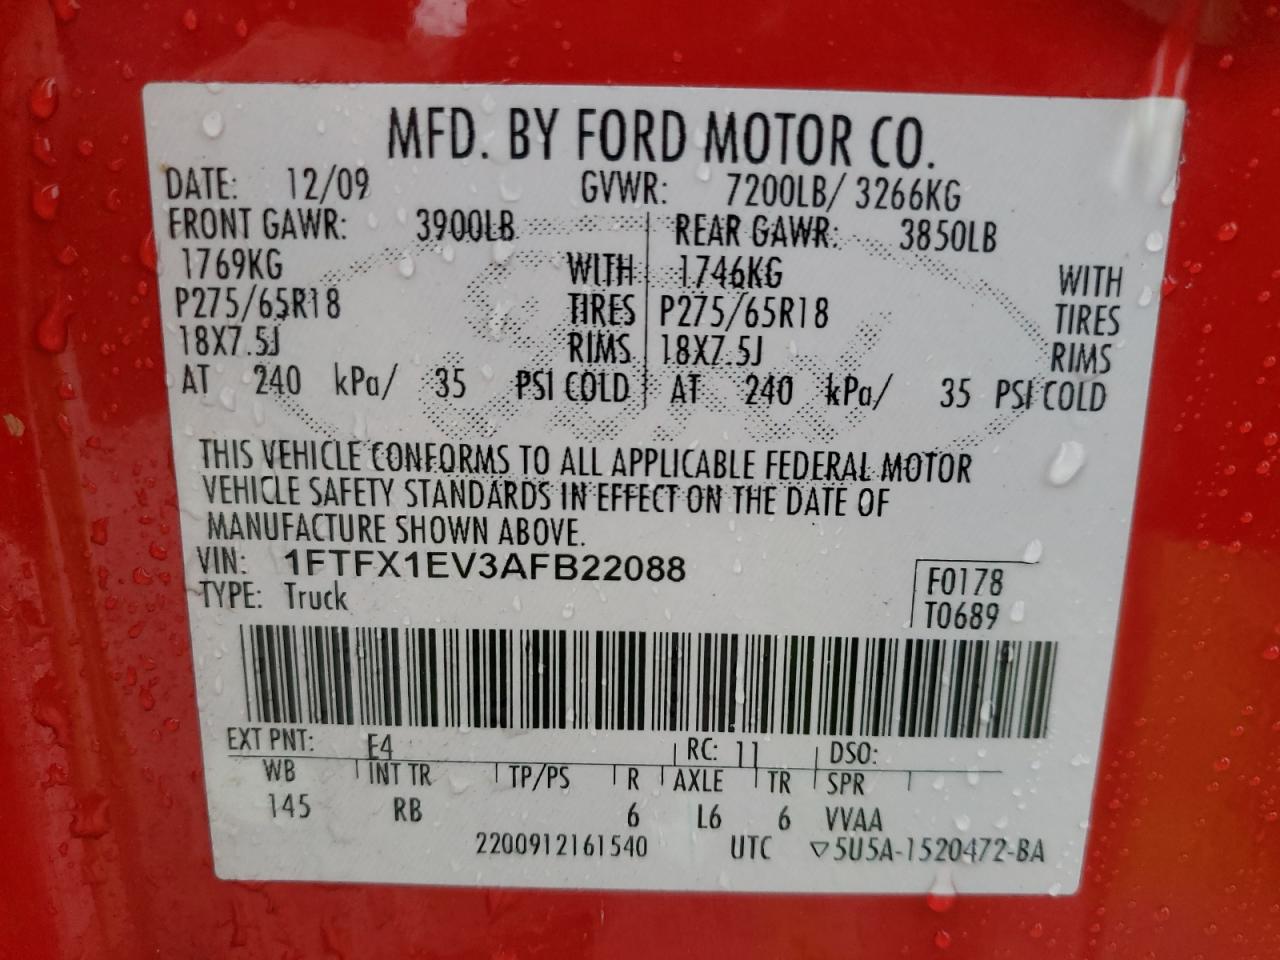 MFD. BY FORD MOTOR CO.
DATE: 12/09 GVWR: 7200LB/ 3266KG
FRONT GAWR: 3900LB REAR GAWR: 3850LB
1769KG WITH 1746KG WITH
P275/65R18 TIRES P275/65R18 TIRES
18X7.5J RIMS 18X7.5J RIMS
AT 240 kPa/ 35 PSI COLD AT 240 kPa/ 35 PSI COLD
THIS VEHICLE CONFORMS TO ALL APPLICABLE FEDERAL MOTOR
VEHICLE SAFETY STANDARDS IN EFFECT ON THE DATE OF
MANUFACTURE SHOWN ABOVE.
VIN: 1FTFX1EV3AFB22088
TYPE: Truck
F0178
T0689
EXT PNT: E4 RC: 11 DSO:
WB INT TR TP/PS R AXLE TR SPR
145 RB 6 L6 6 VVAA
2200912161540 UTC ▽5U5A-1520472-BA